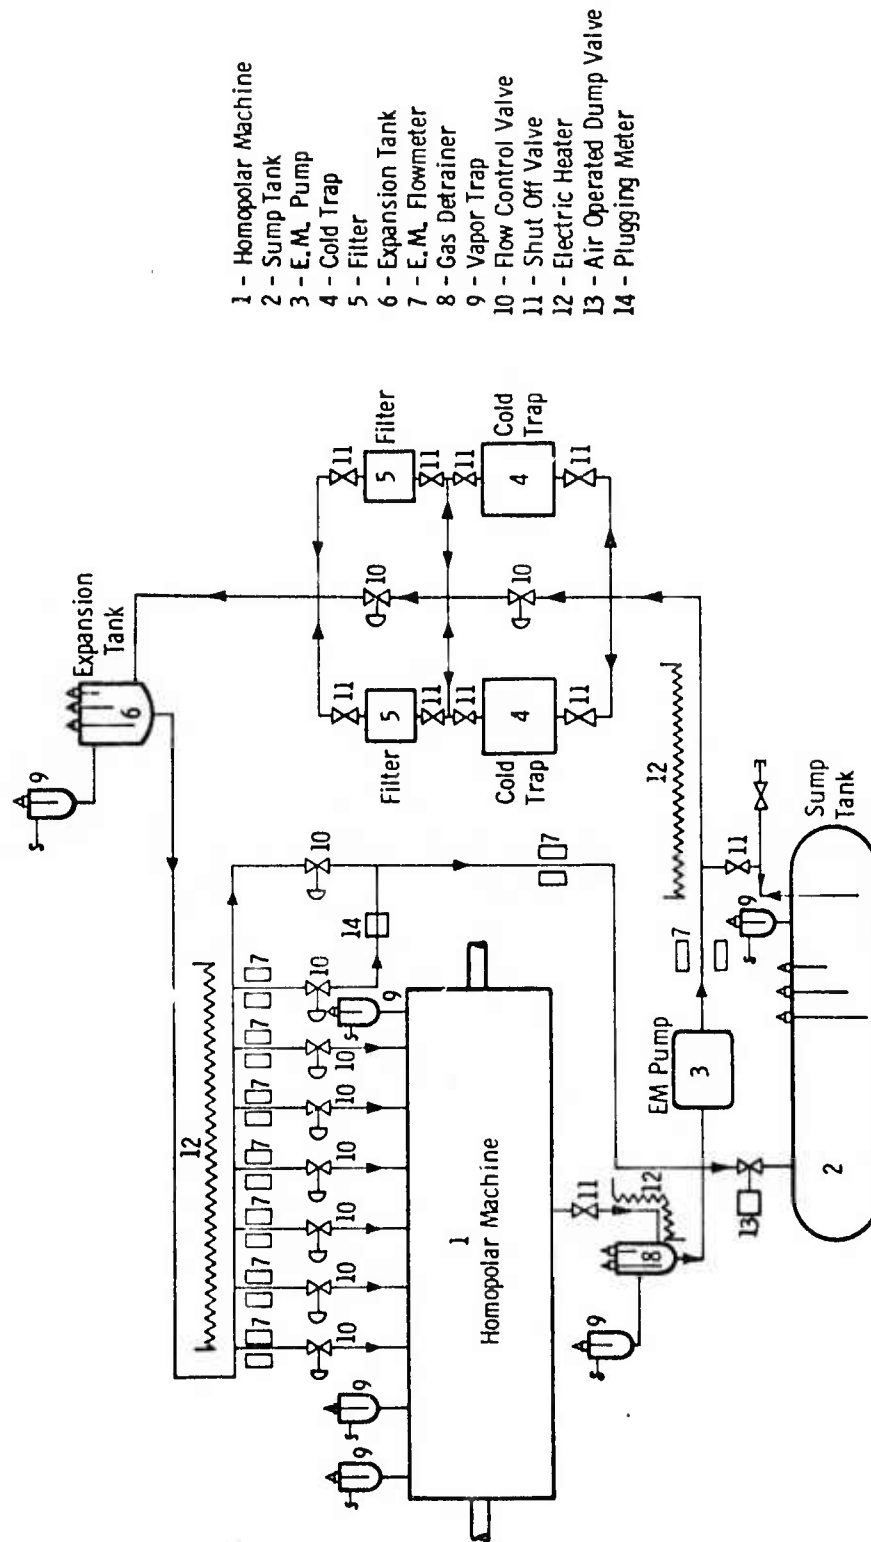 Expansion
Tank
9
6
12
7
7
7
7
7
7
7
10
10
10
10
10
10
10
10
14
9
9
9
1
Homopolar Machine
7
11
12
8
9
13
2
EM Pump
3
7
12
9
11
Sump
Tank
Filter
5
11
11
10
Filter
5
11
11
Cold
Trap
4
11
11
10
Cold
Trap
4
11
11
1 - Homopolar Machine
2 - Sump Tank
3 - E.M. Pump
4 - Cold Trap
5 - Filter
6 - Expansion Tank
7 - E.M. Flowmeter
8 - Gas Detrainer
9 - Vapor Trap
10 - Flow Control Valve
11 - Shut Off Valve
12 - Electric Heater
13 - Air Operated Dump Valve
14 - Plugging Meter